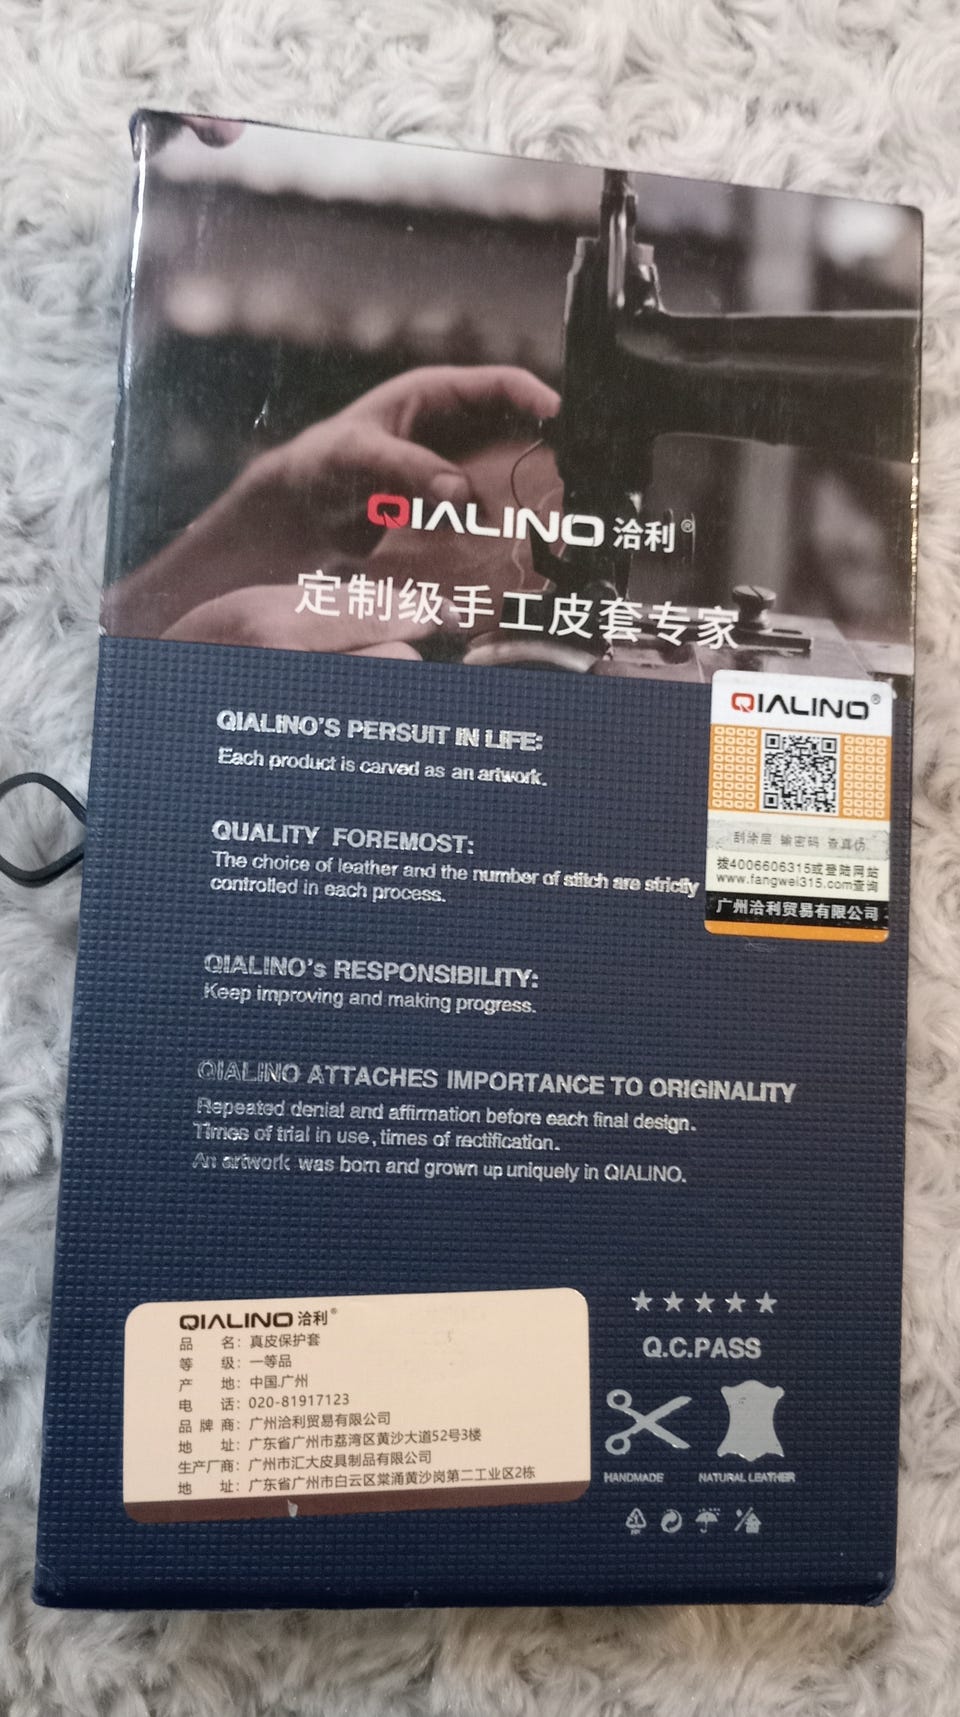 QIALINO 洽利®
定制级手工皮套专家
QIALINO'S PERSUIT IN LIFE:
Each product is carved as an artwork.
QUALITY FOREMOST:
The choice of leather and the number of stitch are strictly
controlled in each process.
QIALINO's RESPONSIBILITY:
Keep improving and making progress.
QIALINO ATTACHES IMPORTANCE TO ORIGINALITY
Repeated denial and affirmation before each final design.
Times of trial in use, times of rectification.
An artwork was born and grown up uniquely in QIALINO.
QIALINO®
刮涂层 输密码 查真伪
拨4006606315或登陆网站
www.fangwei315.com查询
广州洽利贸易有限公司
QIALINO 洽利®
品 名：真皮保护套
等 级：一等品
产 地：中国.广州
电 话：020-81917123
品 牌 商：广州洽利贸易有限公司
地 址：广东省广州市荔湾区黄沙大道52号3楼
生产厂商：广州市汇大皮具制品有限公司
地 址：广东省广州市白云区棠涌黄沙岗第二工业区2栋
Q.C.PASS
HANDMADE
NATURAL LEATHER